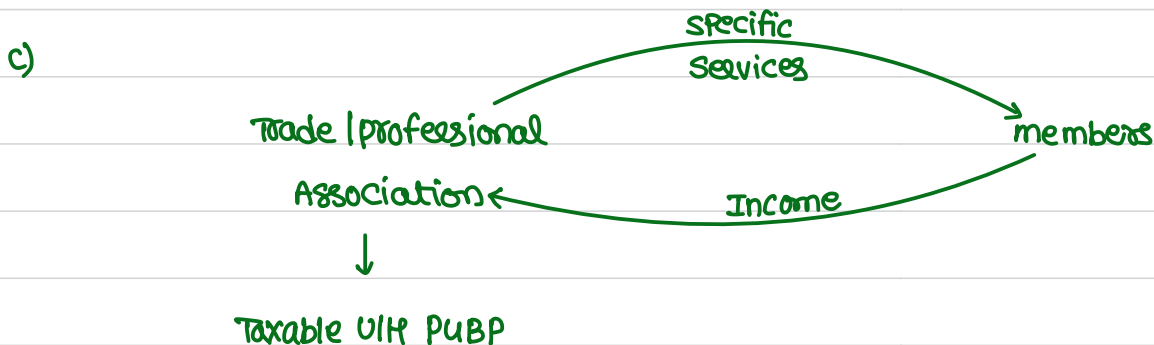 Specific
c)
Services
Trade | professional
members
Association
Income
Taxable U/H PUBP